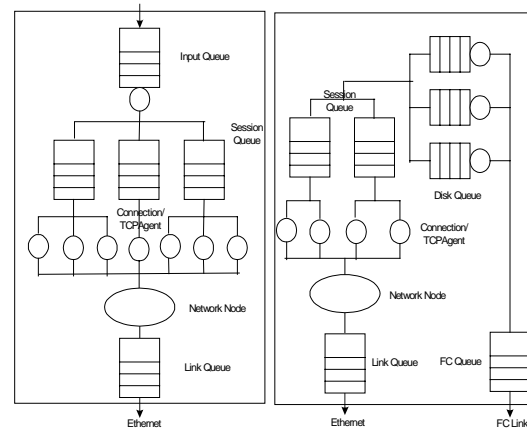 Input Queue
Session
Queue
Connection/
TCPAgent
Network Node
Link Queue
Ethernet
Session
Queue
Disk Queue
Connection/
TCPAgent
Network Node
Link Queue
FC Queue
Ethernet
FC Link